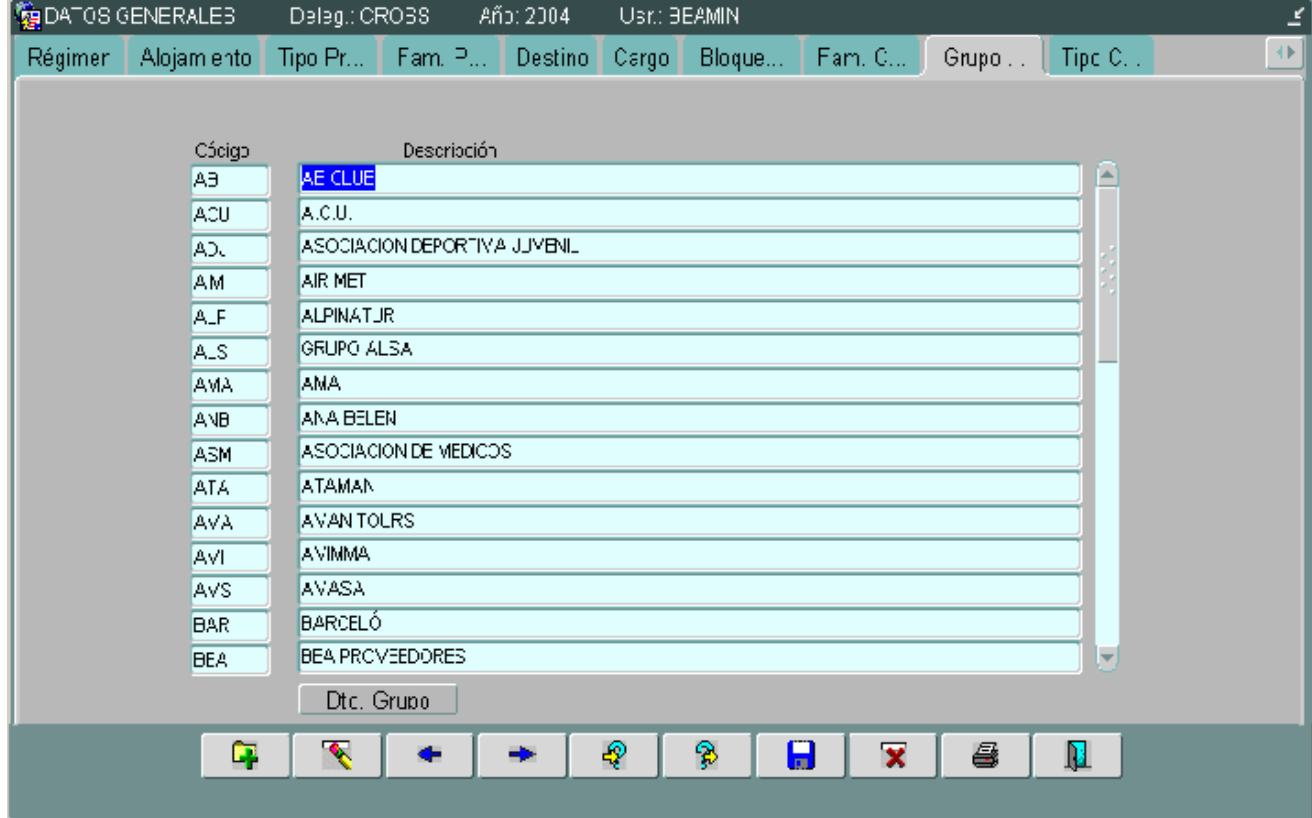 DATOS GENERALES Deleg.: CROSS Año: 2004 Usr.: BEAMIN
Régimen Alojamiento Tipo Pr... Fam. P... Destino Cargo Bloque... Fam. C... Grupo ... Tipo C...
Código Descripción
AB AB CLUB
ACU A.C.U.
ADJ ASOCIACION DEPORTIVA JUVENIL
AM AIR MET
ALP ALPINATUR
ALS GRUPO ALSA
AMA AMA
ANB ANA BELEN
ASM ASOCIACION DE MEDICOS
ATA ATAMAN
AVA AVAN TOURS
AVI AVIMMA
AVS AVASA
BAR BARCELÓ
BEA BEA PROVEEDORES
Dtc. Grupo